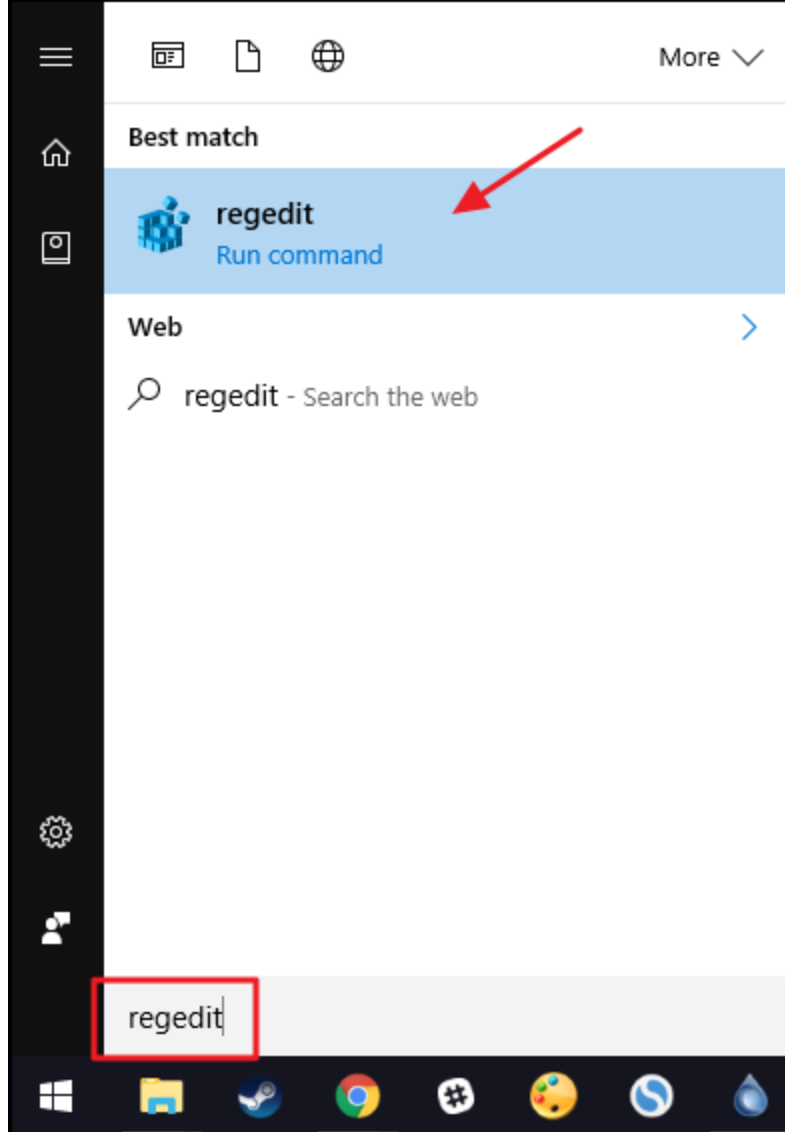 More
Best match
regedit
Run command
Web
regedit - Search the web
regedit